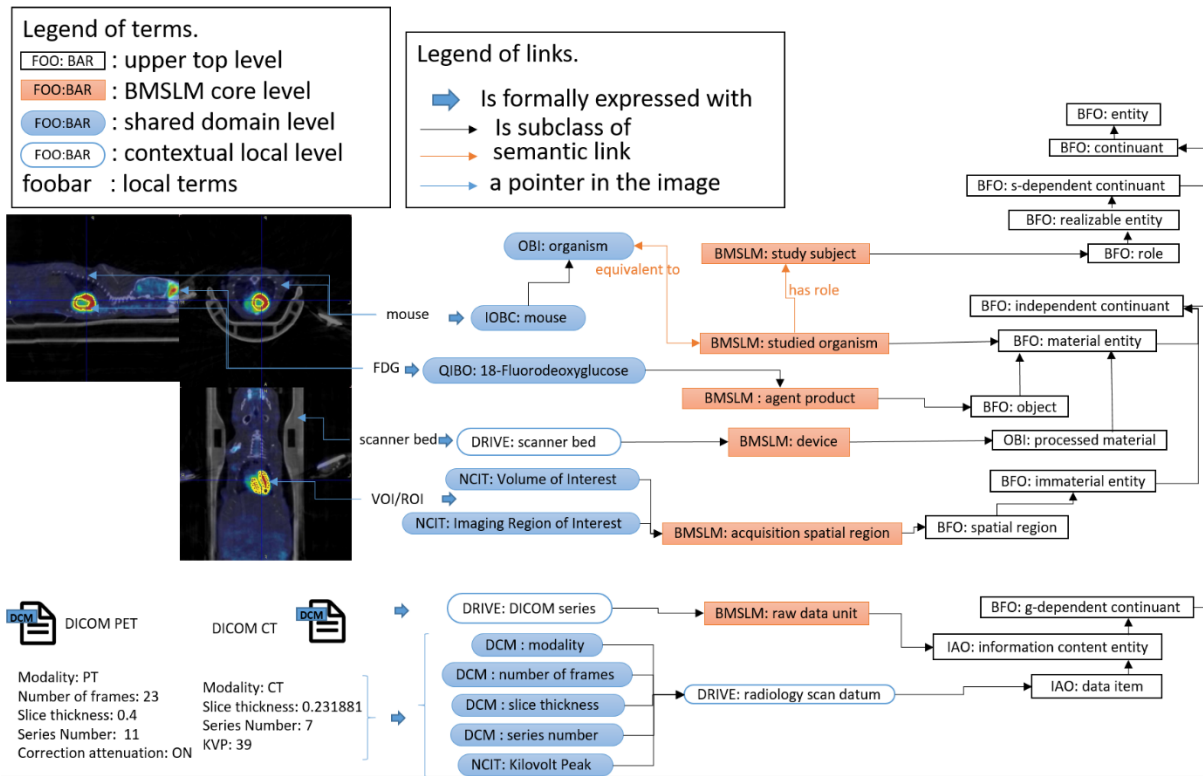 Legend of terms.
FOO: BAR : upper top level
FOO:BAR : BMSLM core level
FOO:BAR : shared domain level
FOO:BAR : contextual local level
foobar : local terms
Legend of links.
Is formally expressed with
Is subclass of
semantic link
a pointer in the image
BFO: entity
BFO: continuant
BFO: s-dependent continuant
BFO: realizable entity
BFO: role
OBI: organism
equivalent to
BMSLM: study subject
has role
mouse
IOBC: mouse
BMSLM: studied organism
BFO: independent continuant
BFO: material entity
FDG
QIBO: 18-Fluorodeoxyglucose
BMSLM : agent product
BFO: object
scanner bed
DRIVE: scanner bed
BMSLM: device
OBI: processed material
VOI/ROI
NCIT: Volume of Interest
NCIT: Imaging Region of Interest
BMSLM: acquisition spatial region
BFO: immaterial entity
BFO: spatial region
DCM
DICOM PET
DICOM CT
DCM
DRIVE: DICOM series
BMSLM: raw data unit
BFO: g-dependent continuant
IAO: information content entity
IAO: data item
Modality: PT
Number of frames: 23
Slice thickness: 0.4
Series Number: 11
Correction attenuation: ON
Modality: CT
Slice thickness: 0.231881
Series Number: 7
KVP: 39
DCM : modality
DCM : number of frames
DCM : slice thickness
DCM : series number
NCIT: Kilovolt Peak
DRIVE: radiology scan datum